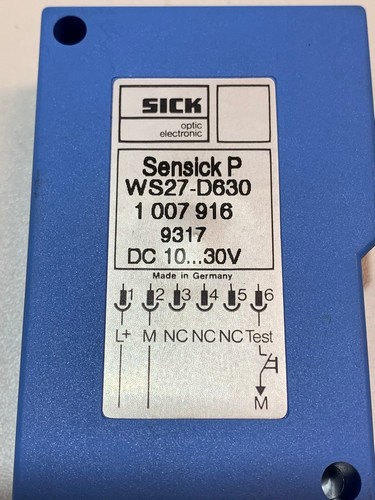 SICK
optic
electronic
Sensick P
WS27-D630
1 007 916
9317
DC 10...30V
Made in Germany
1 2 3 4 5 6
L+ M NC NC NC Test
M